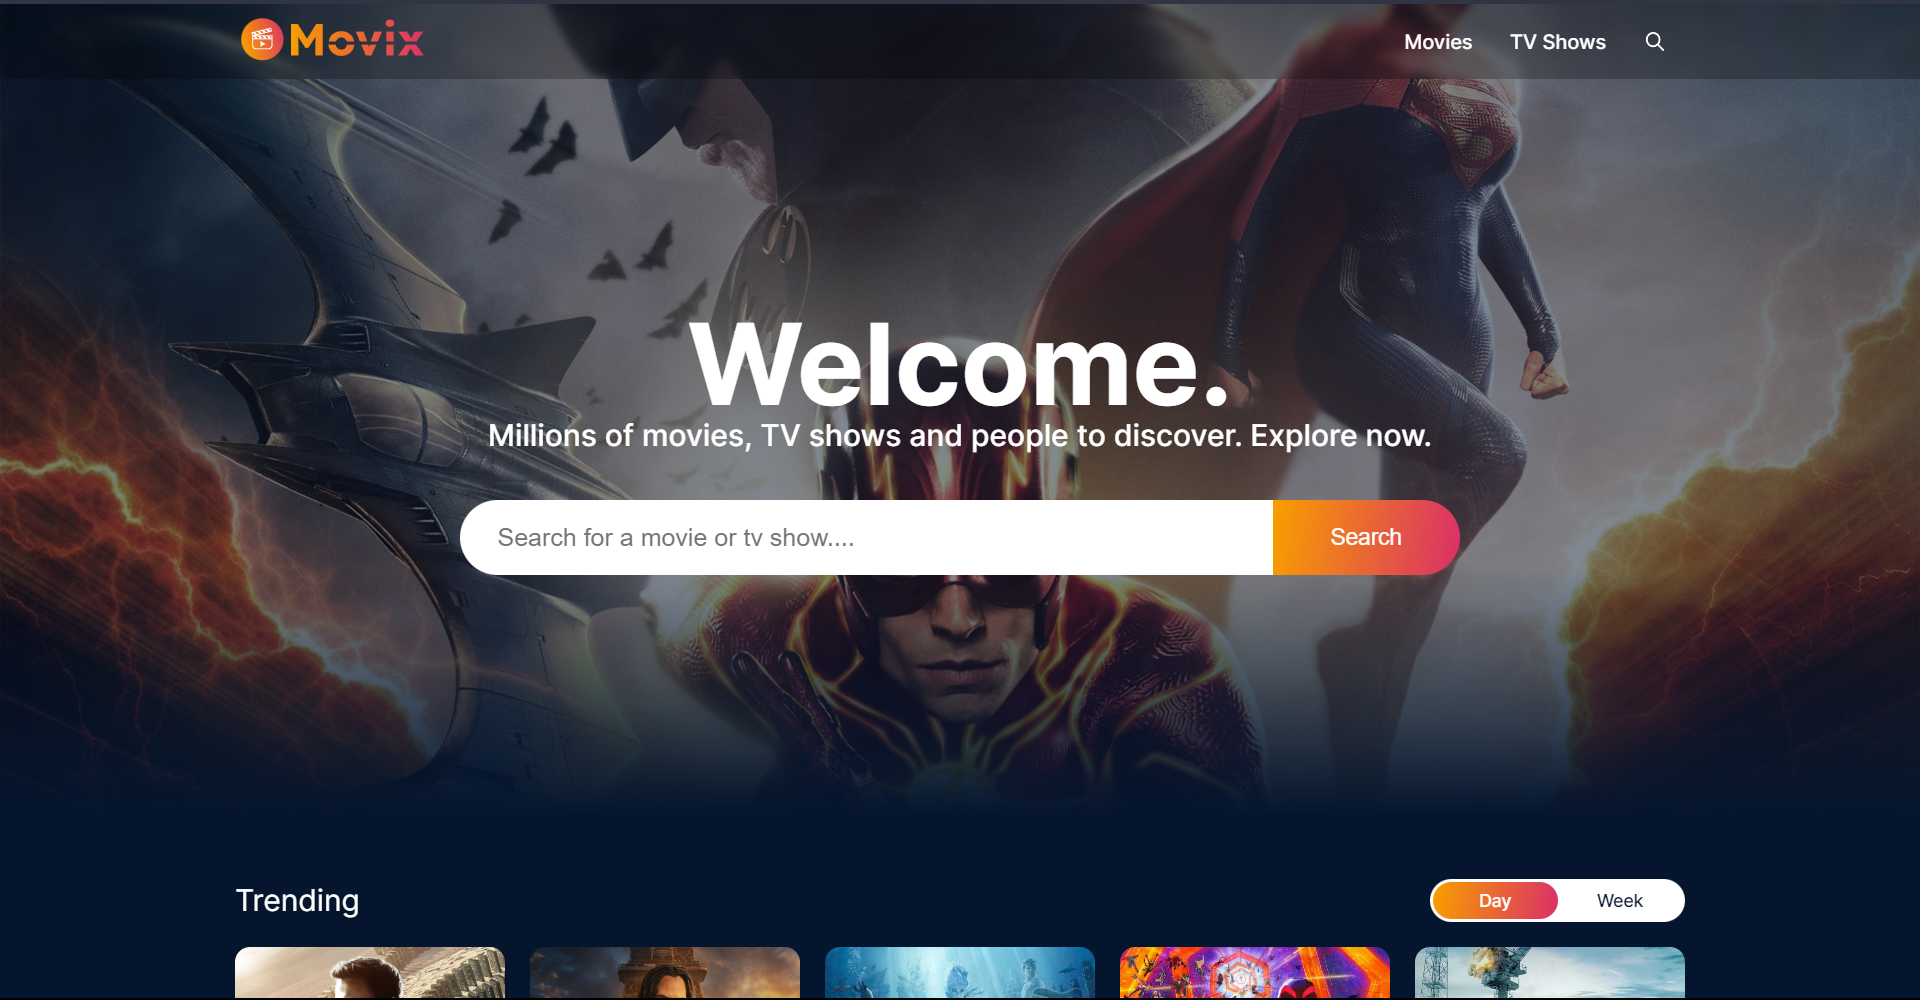 Movix
Movies
TV Shows
Welcome.
Millions of movies, TV shows and people to discover. Explore now.
Search for a movie or tv show....
Search
Trending
Day
Week